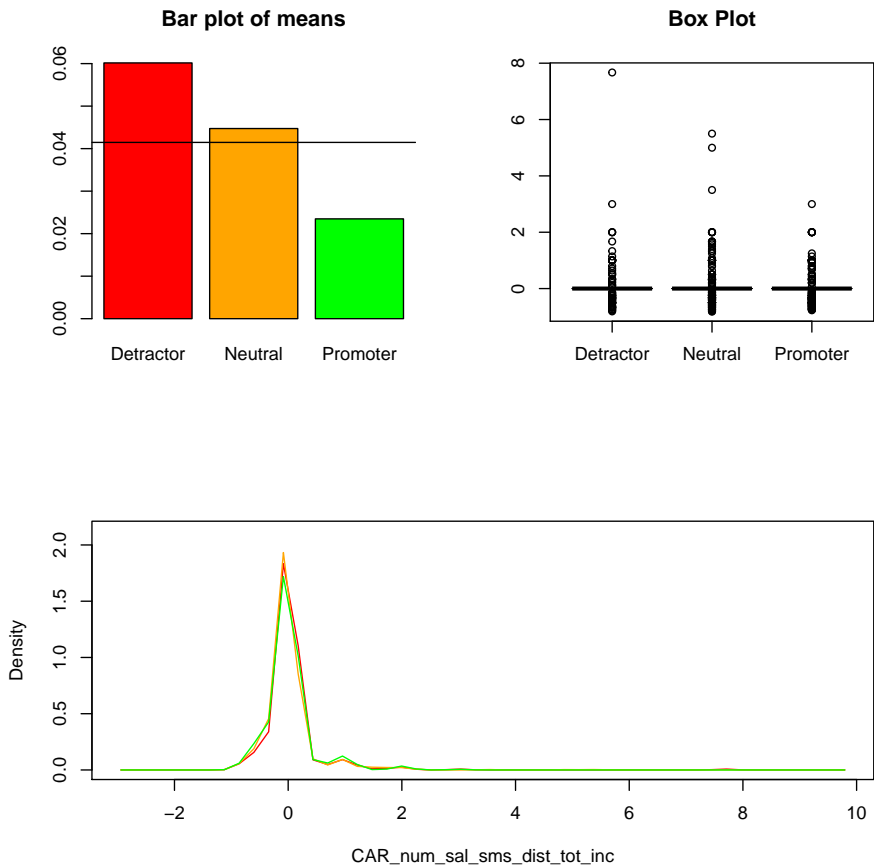 Bar plot of means
0.06
0.04
0.02
0.00
Detractor Neutral Promoter
Box Plot
8
6
4
2
0
Detractor Neutral Promoter
2.0
1.5
1.0
0.5
0.0
Density
−2 0 2 4 6 8 10
CAR_num_sal_sms_dist_tot_inc